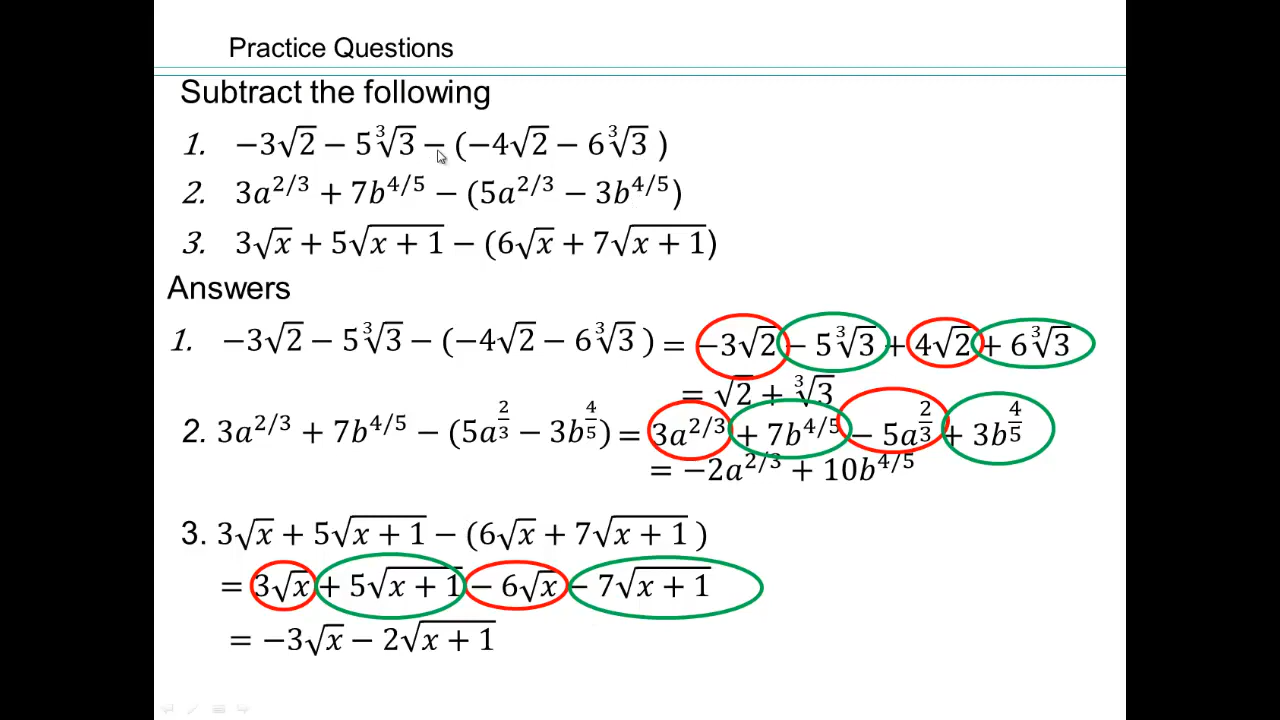 Practice Questions
Subtract the following
1. −3√2 − 5∛3 − (−4√2 − 6∛3 )
2. 3a^{2/3} + 7b^{4/5} − (5a^{2/3} − 3b^{4/5})
3. 3√x + 5√(x + 1) − (6√x + 7√(x + 1))
Answers
1. −3√2 − 5∛3 − (−4√2 − 6∛3 ) = −3√2 − 5∛3 + 4√2 + 6∛3
= √2 + ∛3
2. 3a^{2/3} + 7b^{4/5} − (5a^{2/3} − 3b^{4/5}) = 3a^{2/3} + 7b^{4/5} − 5a^{2/3} + 3b^{4/5}
= −2a^{2/3} + 10b^{4/5}
3. 3√x + 5√(x + 1) − (6√x + 7√(x + 1) )
= 3√x + 5√(x + 1) − 6√x − 7√(x + 1)
= −3√x − 2√(x + 1)